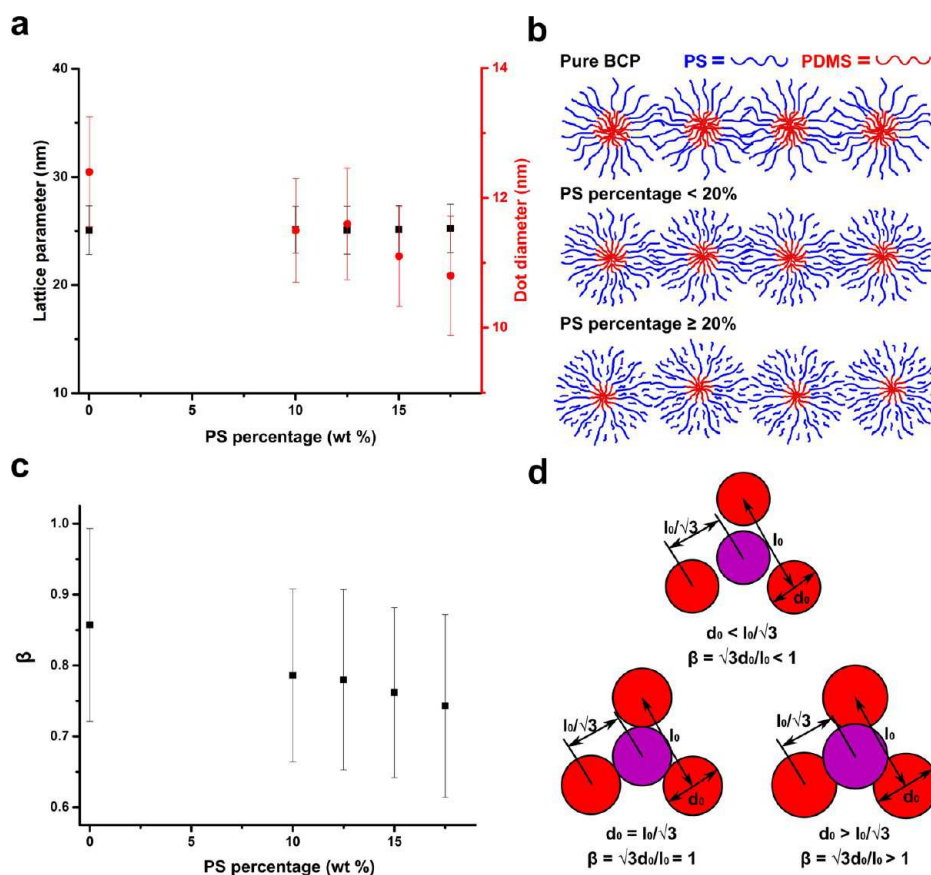 a
40
30
20
10
Lattice parameter (nm)
14
12
10
Dot diameter (nm)
0
5
10
15
PS percentage (wt %)
b
Pure BCP PS = PDMS =
PS percentage < 20%
PS percentage ≥ 20%
c
1.0
0.9
0.8
0.7
0.6
β
0
5
10
15
PS percentage (wt %)
d
l₀/√3
l₀
d₀
d₀ < l₀/√3
β = √3d₀/l₀ < 1
l₀/√3
l₀
d₀
d₀ = l₀/√3
β = √3d₀/l₀ = 1
l₀/√3
l₀
d₀
d₀ > l₀/√3
β = √3d₀/l₀ > 1